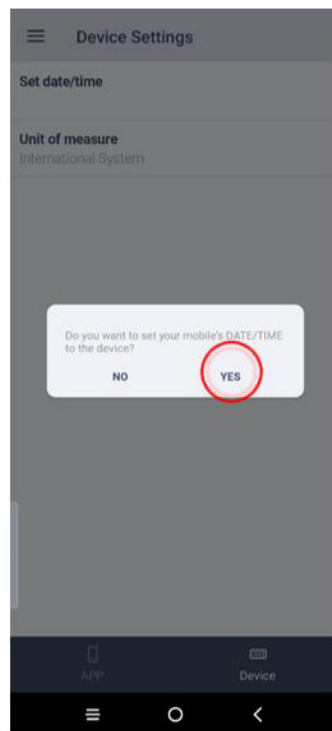 Device Settings
Set date/time
Unit of measure
International System
Do you want to set your mobile's DATE/TIME
to the device?
NO YES
APP Device